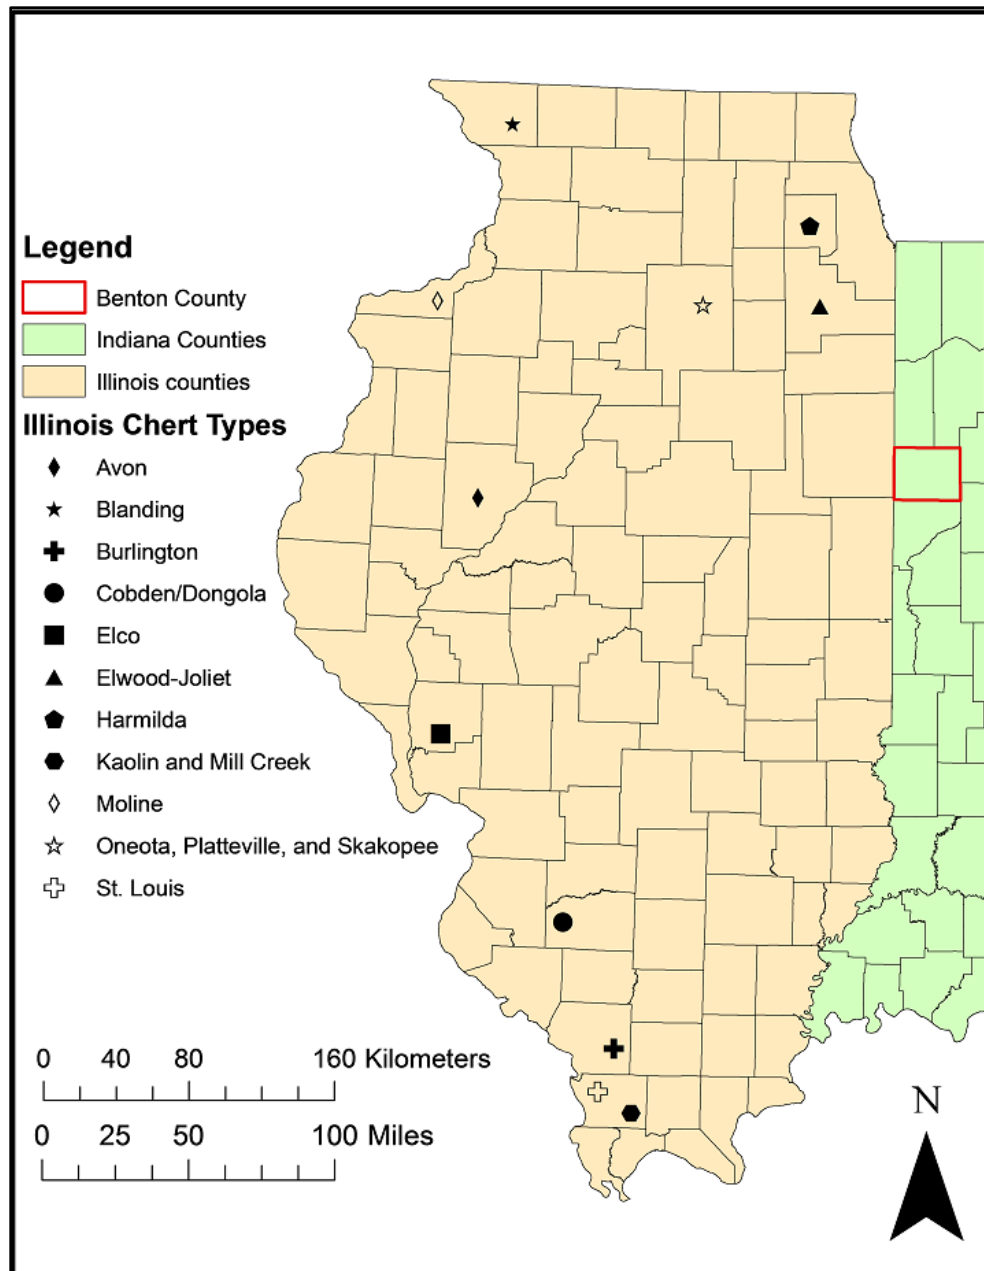 Legend
Benton County
Indiana Counties
Illinois counties
Illinois Chert Types
Avon
Blanding
Burlington
Cobden/Dongola
Elco
Elwood-Joliet
Harmilda
Kaolin and Mill Creek
Moline
Oneota, Platteville, and Skakopee
St. Louis
0 40 80 160 Kilometers
0 25 50 100 Miles
N